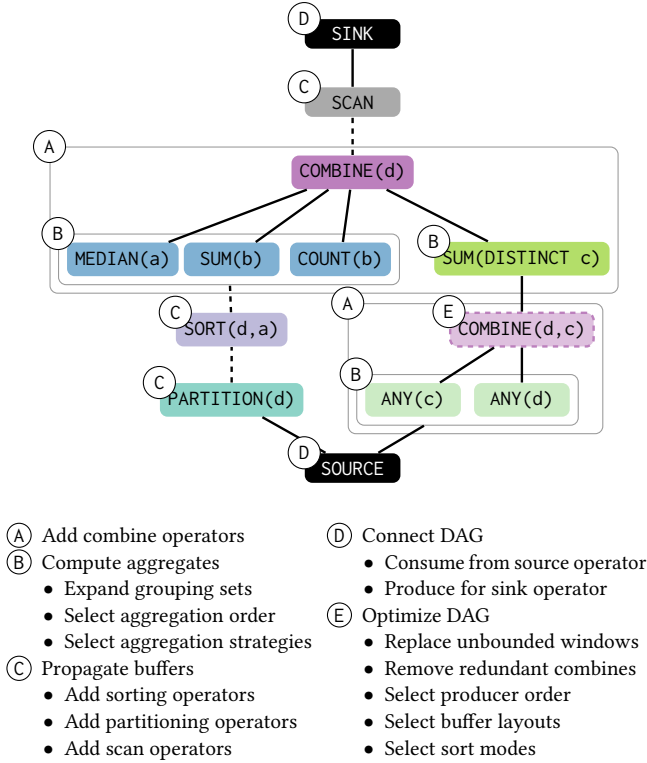 D
SINK
C
SCAN
A
COMBINE(d)
B
MEDIAN(a) SUM(b) COUNT(b)
B
SUM(DISTINCT c)
C
SORT(d,a)
A
E
COMBINE(d,c)
C
PARTITION(d)
B
ANY(c) ANY(d)
D
SOURCE
A Add combine operators
B Compute aggregates
• Expand grouping sets
• Select aggregation order
• Select aggregation strategies
C Propagate buffers
• Add sorting operators
• Add partitioning operators
• Add scan operators
D Connect DAG
• Consume from source operator
• Produce for sink operator
E Optimize DAG
• Replace unbounded windows
• Remove redundant combines
• Select producer order
• Select buffer layouts
• Select sort modes